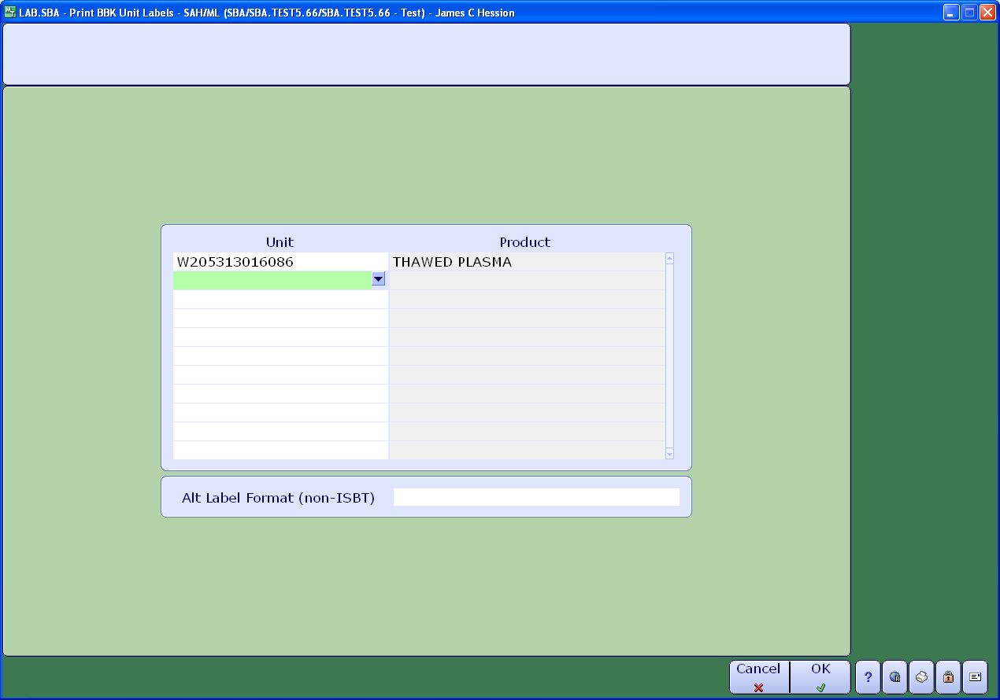 LAB.SBA - Print BBK Unit Labels - SAH/ML (SBA/SBA.TEST5.66/SBA.TEST5.66 - Test) - James C Hession
Unit Product
W205313016086 THAWED PLASMA
Alt Label Format (non-ISBT)
Cancel OK
?